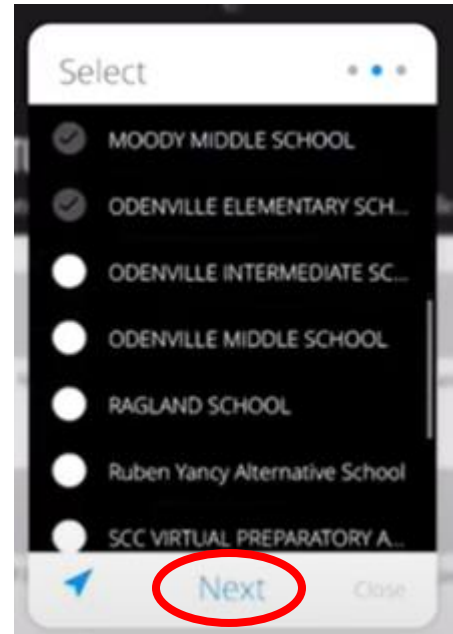 Select
MOODY MIDDLE SCHOOL
ODENVILLE ELEMENTARY SCH...
ODENVILLE INTERMEDIATE SC...
ODENVILLE MIDDLE SCHOOL
RAGLAND SCHOOL
Ruben Yancy Alternative School
SCC VIRTUAL PREPARATORY A...
Next Close